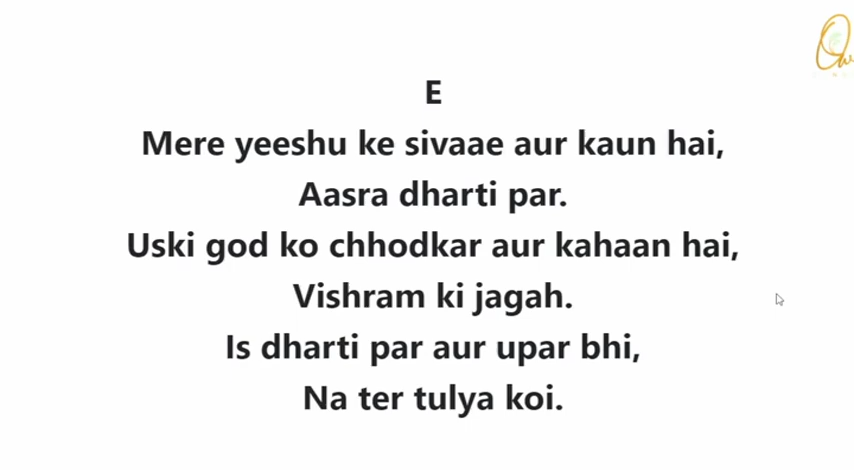 E
Mere yeeshu ke sivaae aur kaun hai,
Aasra dharti par.
Uski god ko chhodkar aur kahaan hai,
Vishram ki jagah.
Is dharti par aur upar bhi,
Na ter tulya koi.